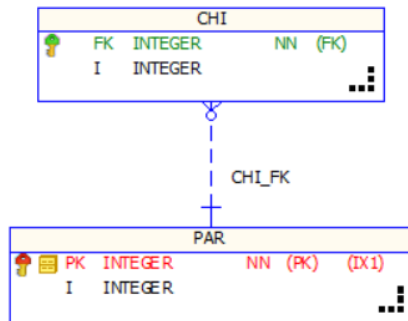 CHI
FK INTEGER NN (FK)
I INTEGER
CHI_FK
PAR
PK INTEGER NN (PK) (IX1)
I INTEGER